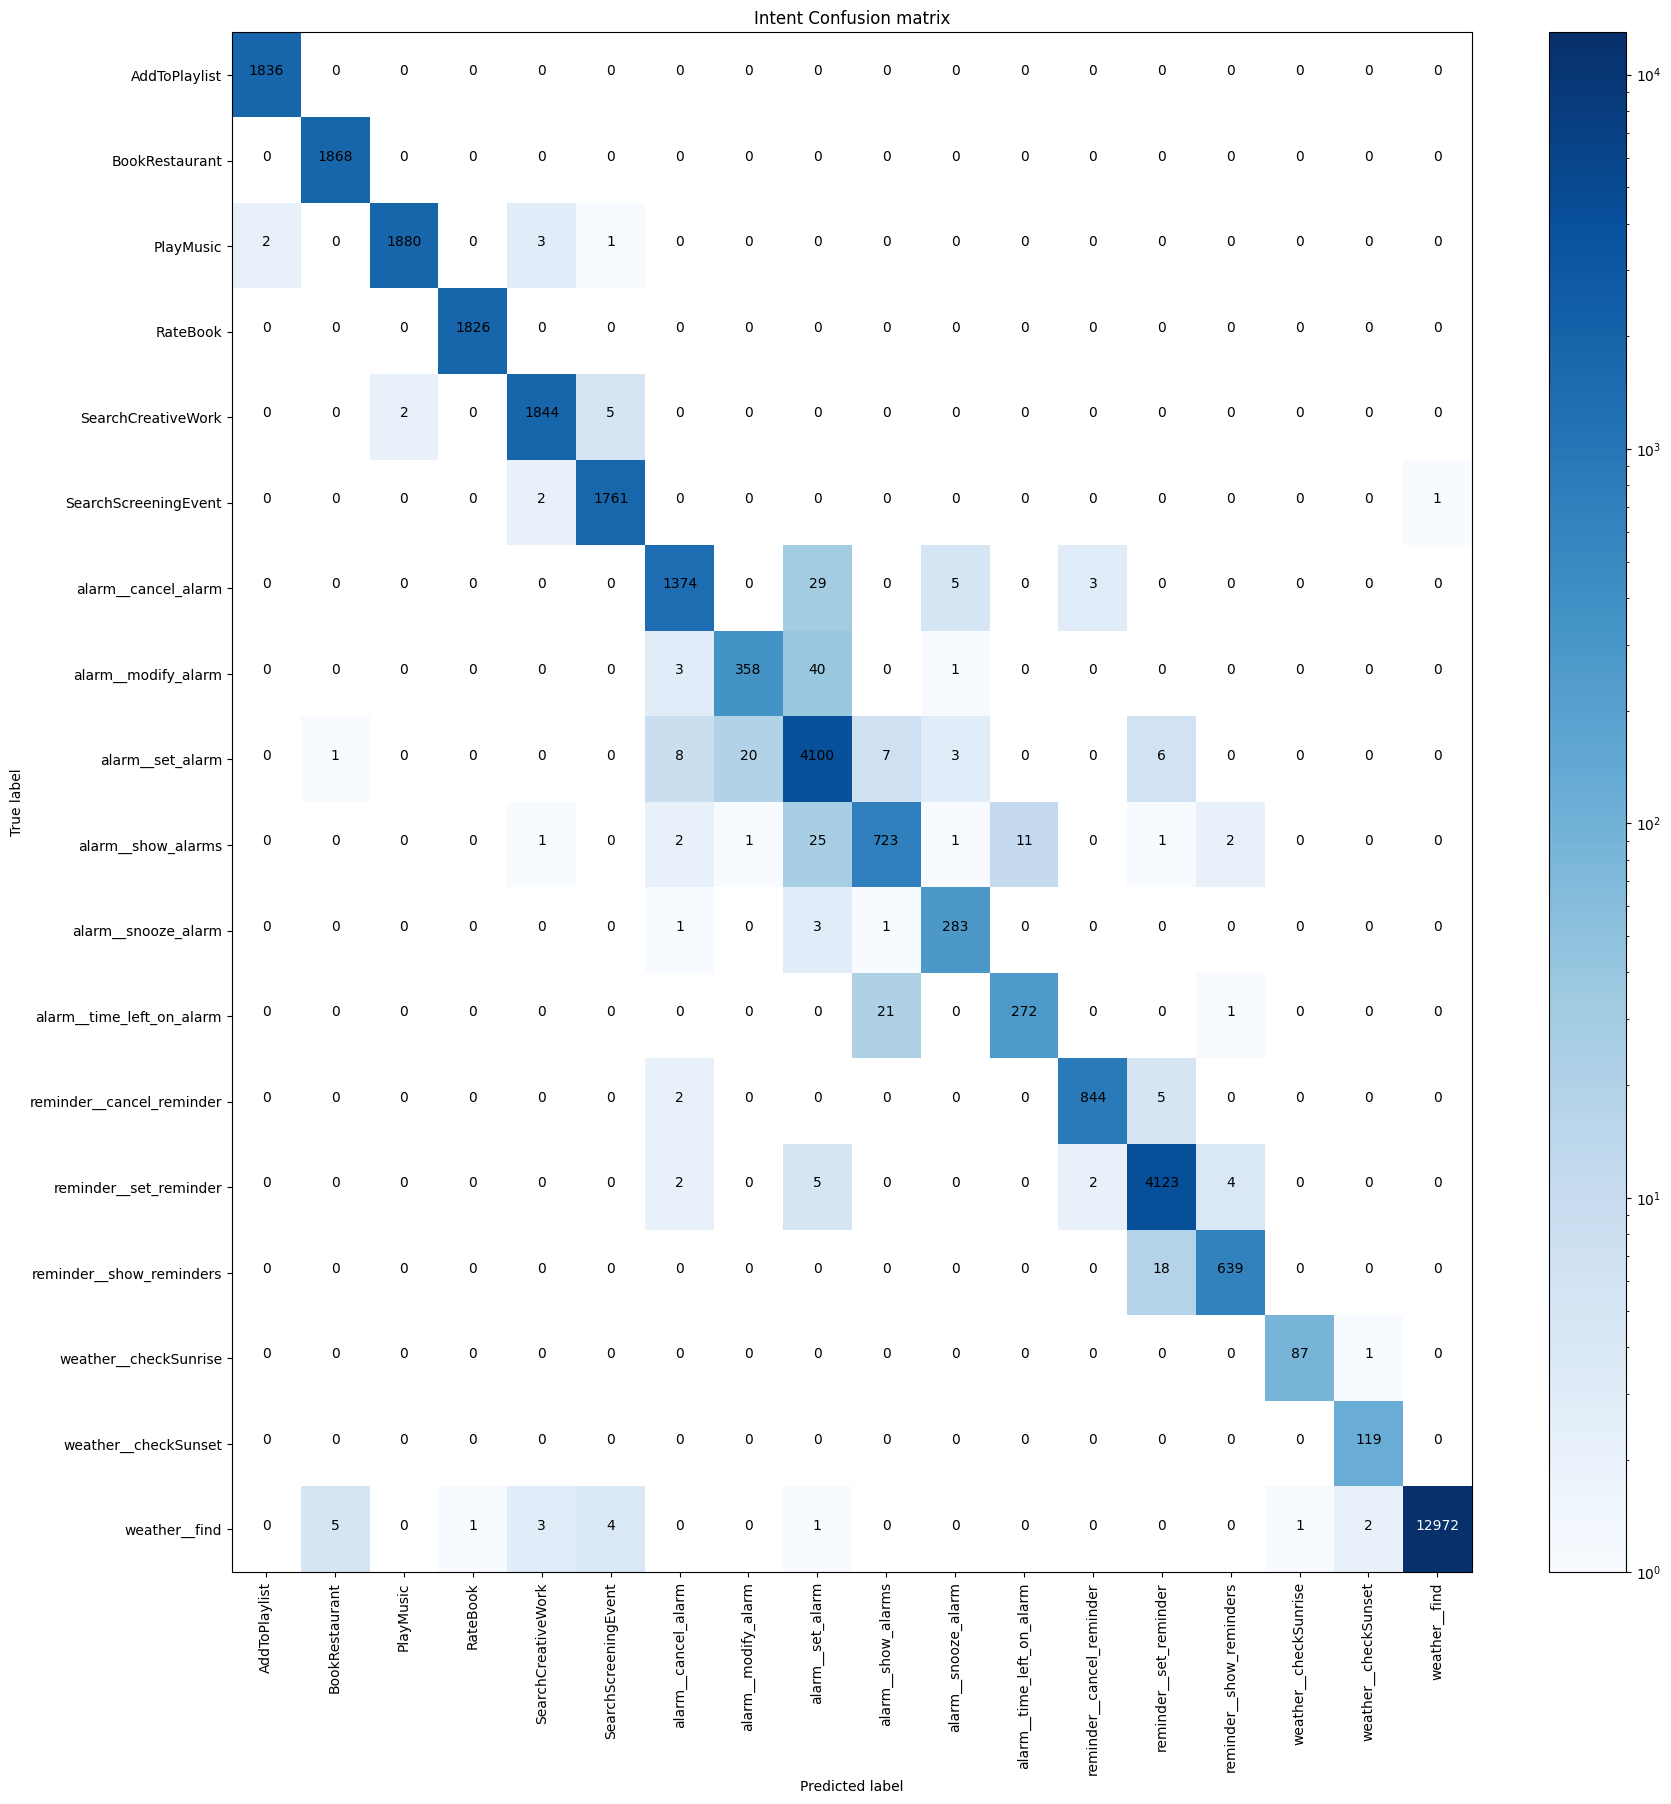 Intent Confusion matrix
AddToPlaylist 1836 0 0 0 0 0 0 0 0 0 0 0 0 0 0 0 0 0
BookRestaurant 0 1868 0 0 0 0 0 0 0 0 0 0 0 0 0 0 0 0
PlayMusic 2 0 1880 0 3 1 0 0 0 0 0 0 0 0 0 0 0 0
RateBook 0 0 0 1826 0 0 0 0 0 0 0 0 0 0 0 0 0 0
SearchCreativeWork 0 0 2 0 1844 5 0 0 0 0 0 0 0 0 0 0 0 0
SearchScreeningEvent 0 0 0 0 2 1761 0 0 0 0 0 0 0 0 0 0 0 1
alarm__cancel_alarm 0 0 0 0 0 0 1374 0 29 0 5 0 3 0 0 0 0 0
alarm__modify_alarm 0 0 0 0 0 0 3 358 40 0 1 0 0 0 0 0 0 0
alarm__set_alarm 0 1 0 0 0 0 8 20 4100 7 3 0 0 6 0 0 0 0
alarm__show_alarms 0 0 0 0 1 0 2 1 25 723 1 11 0 1 2 0 0 0
alarm__snooze_alarm 0 0 0 0 0 0 1 0 3 1 283 0 0 0 0 0 0 0
alarm__time_left_on_alarm 0 0 0 0 0 0 0 0 0 21 0 272 0 0 1 0 0 0
reminder__cancel_reminder 0 0 0 0 0 0 2 0 0 0 0 0 844 5 0 0 0 0
reminder__set_reminder 0 0 0 0 0 0 2 0 5 0 0 0 2 4123 4 0 0 0
reminder__show_reminders 0 0 0 0 0 0 0 0 0 0 0 0 0 18 639 0 0 0
weather__checkSunrise 0 0 0 0 0 0 0 0 0 0 0 0 0 0 0 87 1 0
weather__checkSunset 0 0 0 0 0 0 0 0 0 0 0 0 0 0 0 0 119 0
weather__find 0 5 0 1 3 4 0 0 1 0 0 0 0 0 0 1 2 12972
True label
AddToPlaylist
BookRestaurant
PlayMusic
RateBook
SearchCreativeWork
SearchScreeningEvent
alarm__cancel_alarm
alarm__modify_alarm
alarm__set_alarm
alarm__show_alarms
alarm__snooze_alarm
alarm__time_left_on_alarm
reminder__cancel_reminder
reminder__set_reminder
reminder__show_reminders
weather__checkSunrise
weather__checkSunset
weather__find
Predicted label
10⁴
10³
10²
10¹
10⁰